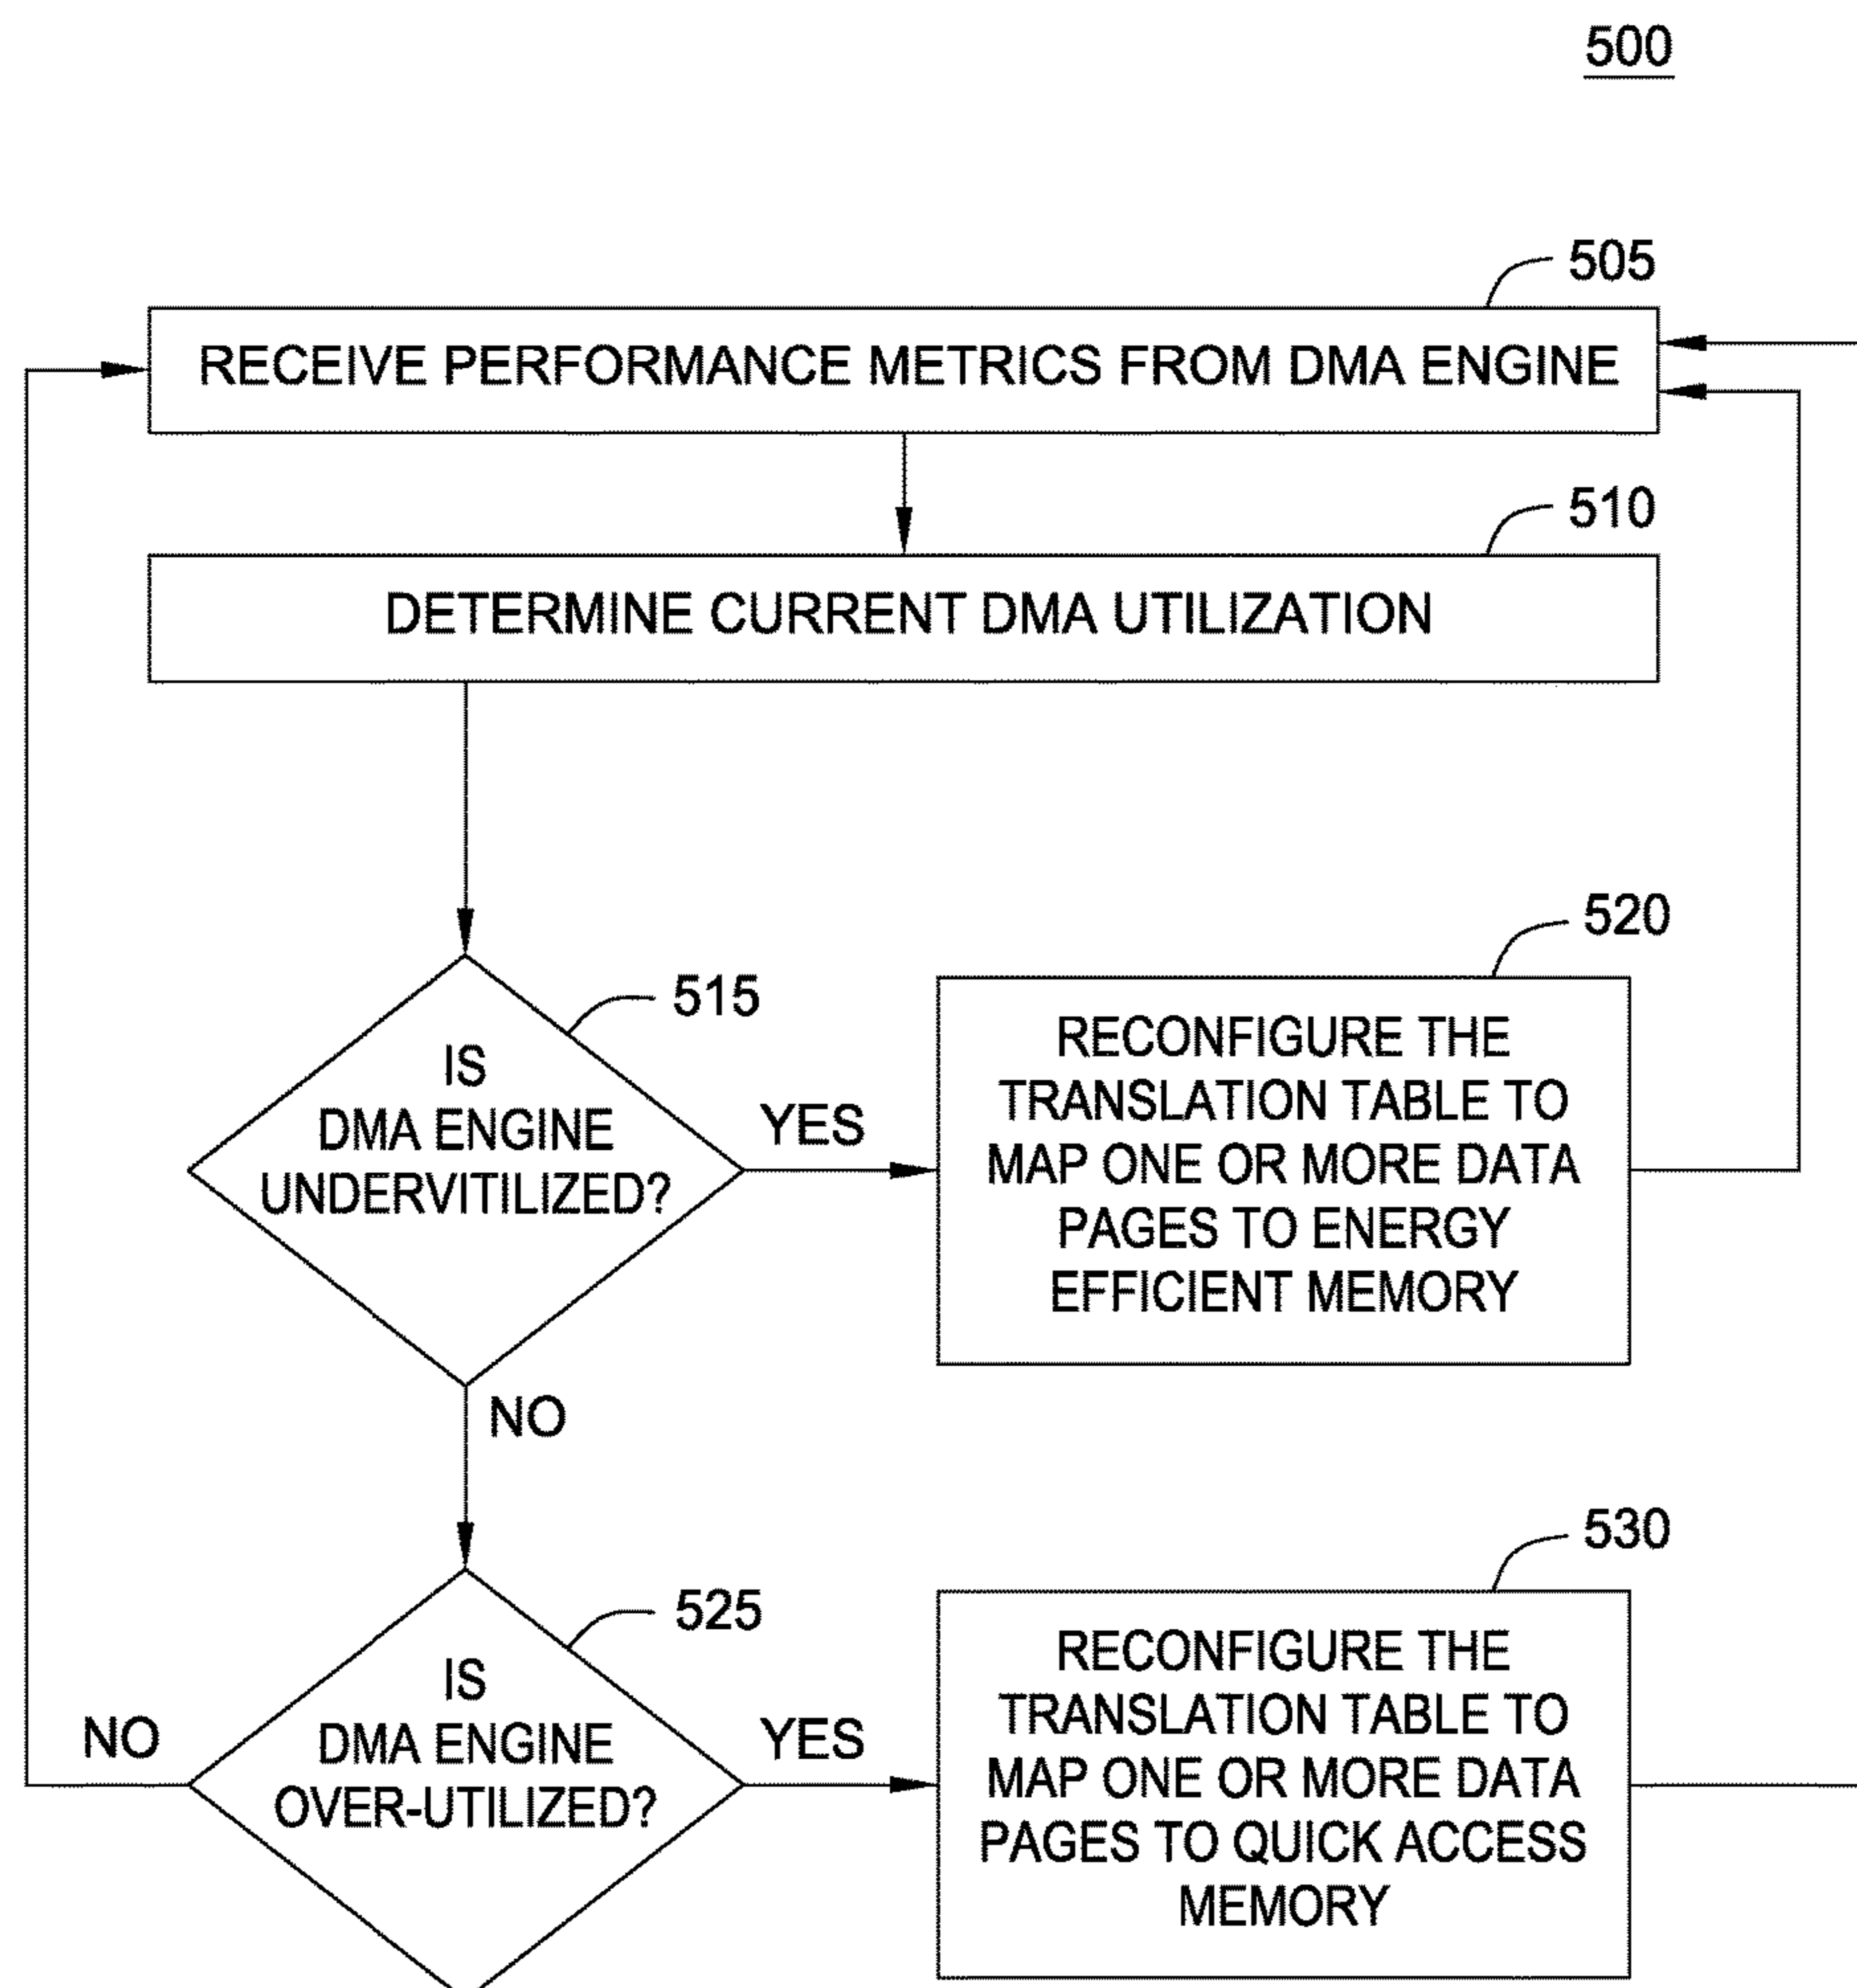 500
505
RECEIVE PERFORMANCE METRICS FROM DMA ENGINE
510
DETERMINE CURRENT DMA UTILIZATION
515
IS
DMA ENGINE
UNDERVITILIZED?
YES
NO
520
RECONFIGURE THE
TRANSLATION TABLE TO
MAP ONE OR MORE DATA
PAGES TO ENERGY
EFFICIENT MEMORY
525
IS
DMA ENGINE
OVER-UTILIZED?
NO
YES
530
RECONFIGURE THE
TRANSLATION TABLE TO
MAP ONE OR MORE DATA
PAGES TO QUICK ACCESS
MEMORY